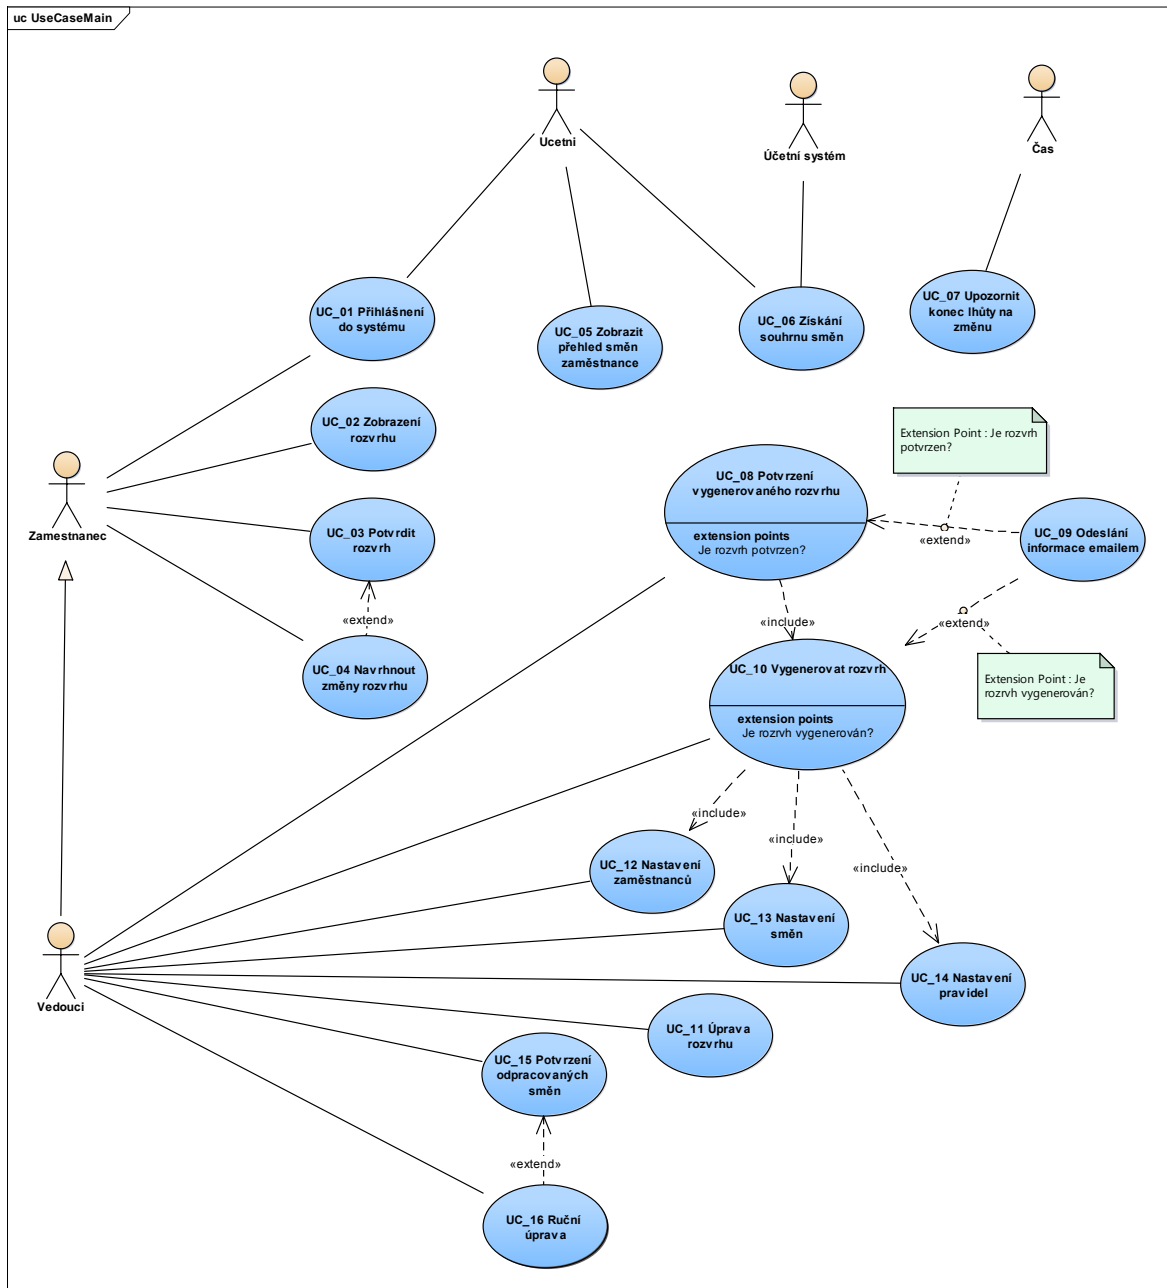 uc UseCaseMain
Ucetni
Účetní systém
Čas
UC_01 Přihlášnení
do systému
UC_05 Zobrazit
přehled směn
zaměstnance
UC_06 Získání
souhrnu směn
UC_07 Upozornit
konec lhůty na
změnu
UC_02 Zobrazení
rozvrhu
Extension Point : Je rozvrh
potvrzen?
Zamestnanec
UC_03 Potvrdit
rozvrh
UC_08 Potvrzení
vygenerovaného rozvrhu
extension points
Je rozvrh potvrzen?
«extend»
UC_09 Odeslání
informace emailem
«extend»
«include»
«extend»
UC_04 Navrhnout
změny rozvrhu
UC_10 Vygenerovat rozvrh
extension points
Je rozrvh vygenerován?
Extension Point : Je
rozrvh vygenerován?
«include»
«include»
«include»
UC_12 Nastavení
zaměstnanců
UC_13 Nastavení
směn
UC_14 Nastavení
pravidel
Vedouci
UC_11 Úprava
rozvrhu
UC_15 Potvrzení
odpracovaných
směn
«extend»
UC_16 Ruční
úprava